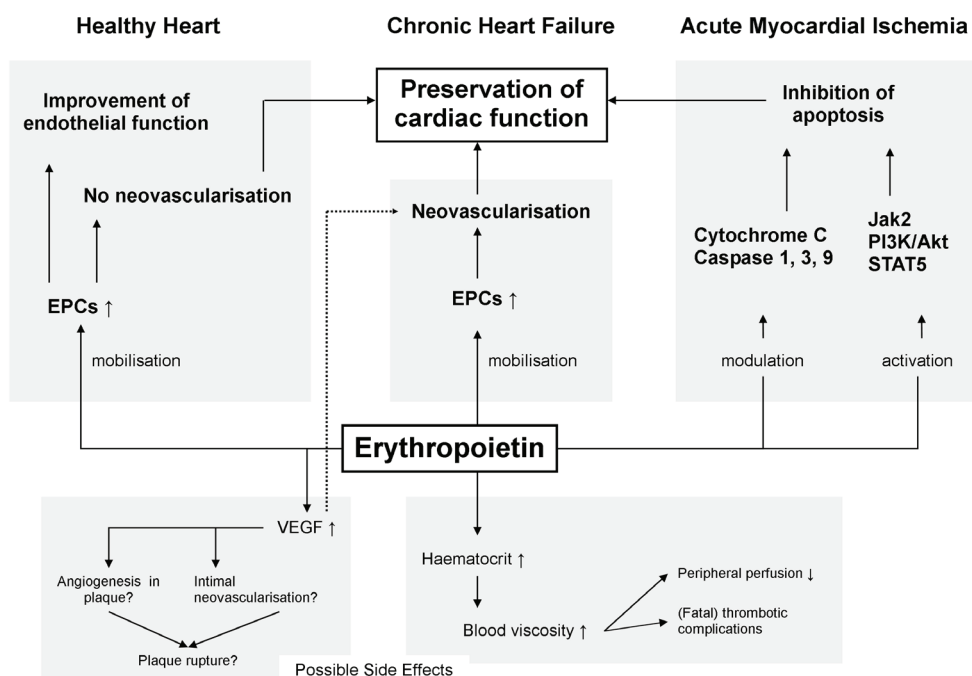 Healthy Heart
Chronic Heart Failure
Acute Myocardial Ischemia
Improvement of
endothelial function
No neovascularisation
EPCs ↑
mobilisation
Preservation of
cardiac function
Neovascularisation
EPCs ↑
mobilisation
Inhibition of
apoptosis
Cytochrome C
Caspase 1, 3, 9
Jak2
PI3K/Akt
STAT5
modulation
activation
Erythropoietin
VEGF ↑
Angiogenesis in
plaque?
Intimal
neovascularisation?
Plaque rupture?
Haematocrit ↑
Blood viscosity ↑
Peripheral perfusion ↓
(Fatal) thrombotic
complications
Possible Side Effects